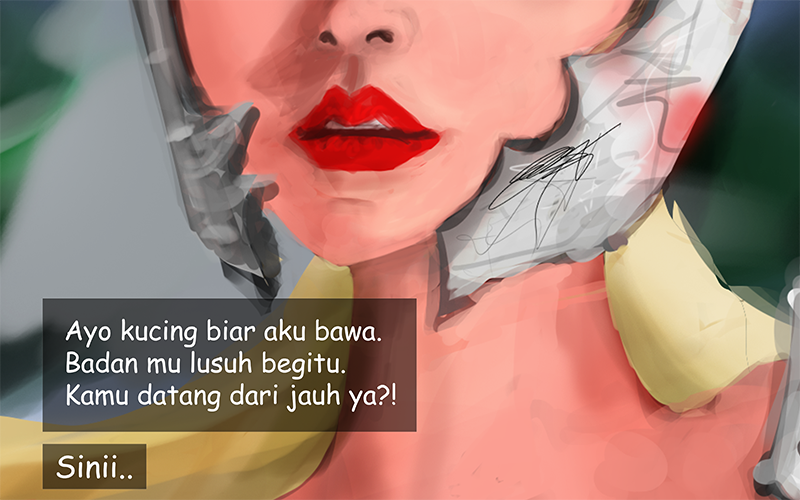 Ayo kucing biar aku bawa.
Badan mu lusuh begitu.
Kamu datang dari jauh ya?!
Sinii..